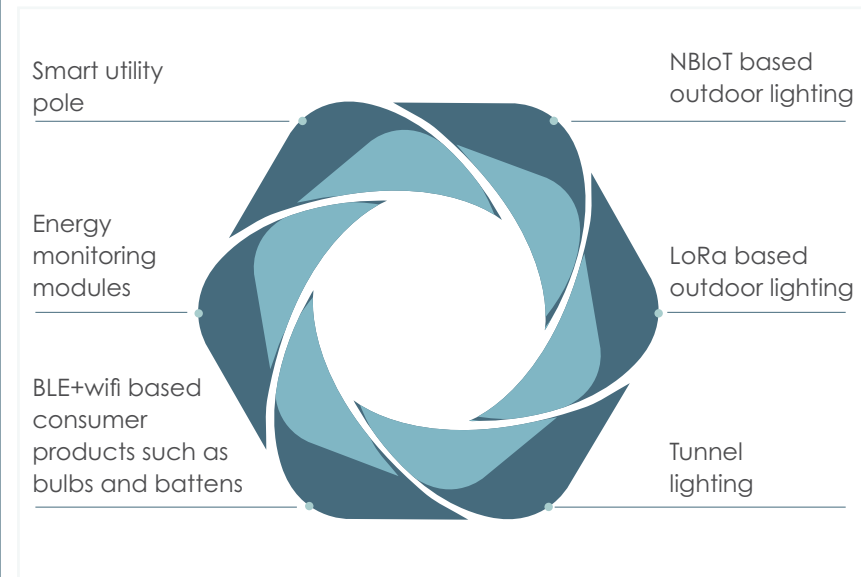 Smart utility
pole
NBIoT based
outdoor lighting
Energy
monitoring
modules
LoRa based
outdoor lighting
BLE+wifi based
consumer
products such as
bulbs and battens
Tunnel
lighting